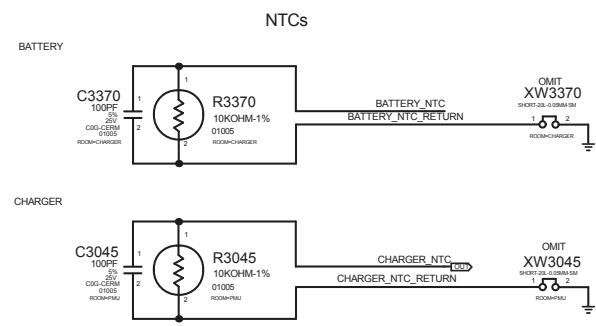 NTCs
BATTERY
C3370
100PF
5%
25V
C0G-CERM
01005
ROOM=CHARGER
1
2
1
2
R3370
10KOHM-1%
01005
ROOM=CHARGER
BATTERY_NTC
BATTERY_NTC_RETURN
OMIT
XW3370
SHORT-20L-0.05MM-SM
1 2
ROOM=CHARGER
CHARGER
C3045
100PF
5%
25V
C0G-CERM
01005
ROOM=PMU
1
2
1
2
R3045
10KOHM-1%
01005
ROOM=PMU
CHARGER_NTC
OUT
CHARGER_NTC_RETURN
OMIT
XW3045
SHORT-20L-0.05MM-SM
1 2
ROOM=PMU